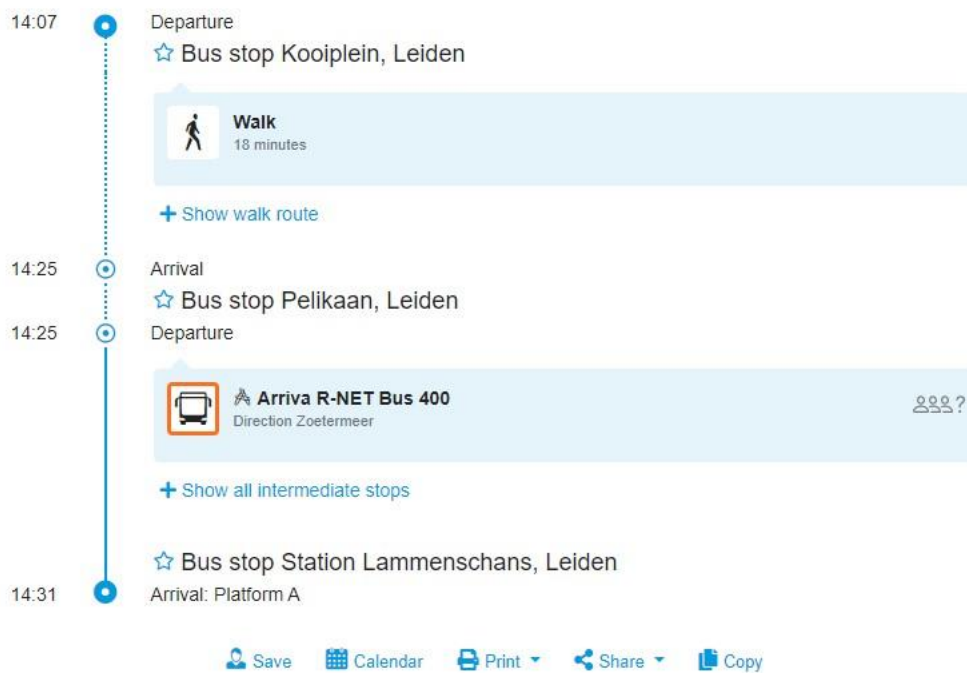 14:07 Departure
Bus stop Kooiplein, Leiden
Walk
18 minutes
Show walk route
14:25 Arrival
Bus stop Pelikaan, Leiden
14:25 Departure
Arriva R-NET Bus 400
?
Direction Zoetermeer
Show all intermediate stops
Bus stop Station Lammenschans, Leiden
14:31 Arrival: Platform A
Save Calendar Print Share Copy